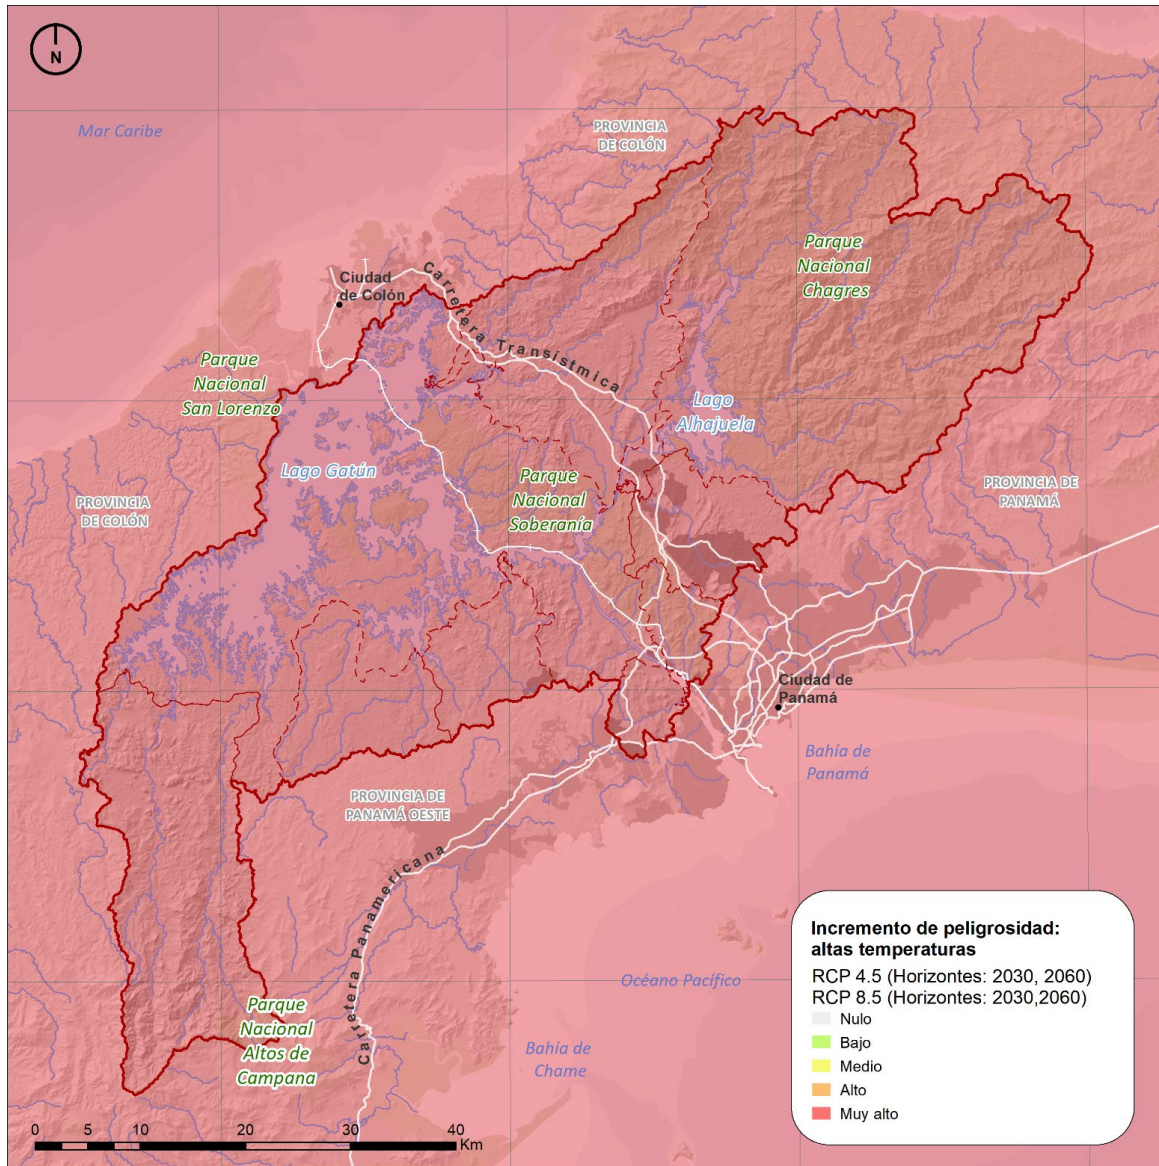 N
Mar Caribe
PROVINCIA
DE COLÓN
Parque
Nacional
Chagres
Ciudad
de Colón
Carretera Transístmica
Parque
Nacional
San Lorenzo
Lago
Alhajuela
Lago Gatún
Parque
Nacional
Soberanía
PROVINCIA
DE COLÓN
PROVINCIA DE
PANAMÁ
Ciudad de
Panamá
Bahía de
Panamá
PROVINCIA DE
PANAMÁ OESTE
Carretera Panamericana
Océano Pacífico
Parque
Nacional
Altos de
Campana
Bahía de
Chame
Incremento de peligrosidad:
altas temperaturas
RCP 4.5 (Horizontes: 2030, 2060)
RCP 8.5 (Horizontes: 2030,2060)
Nulo
Bajo
Medio
Alto
Muy alto
0 5 10 20 30 40
Km